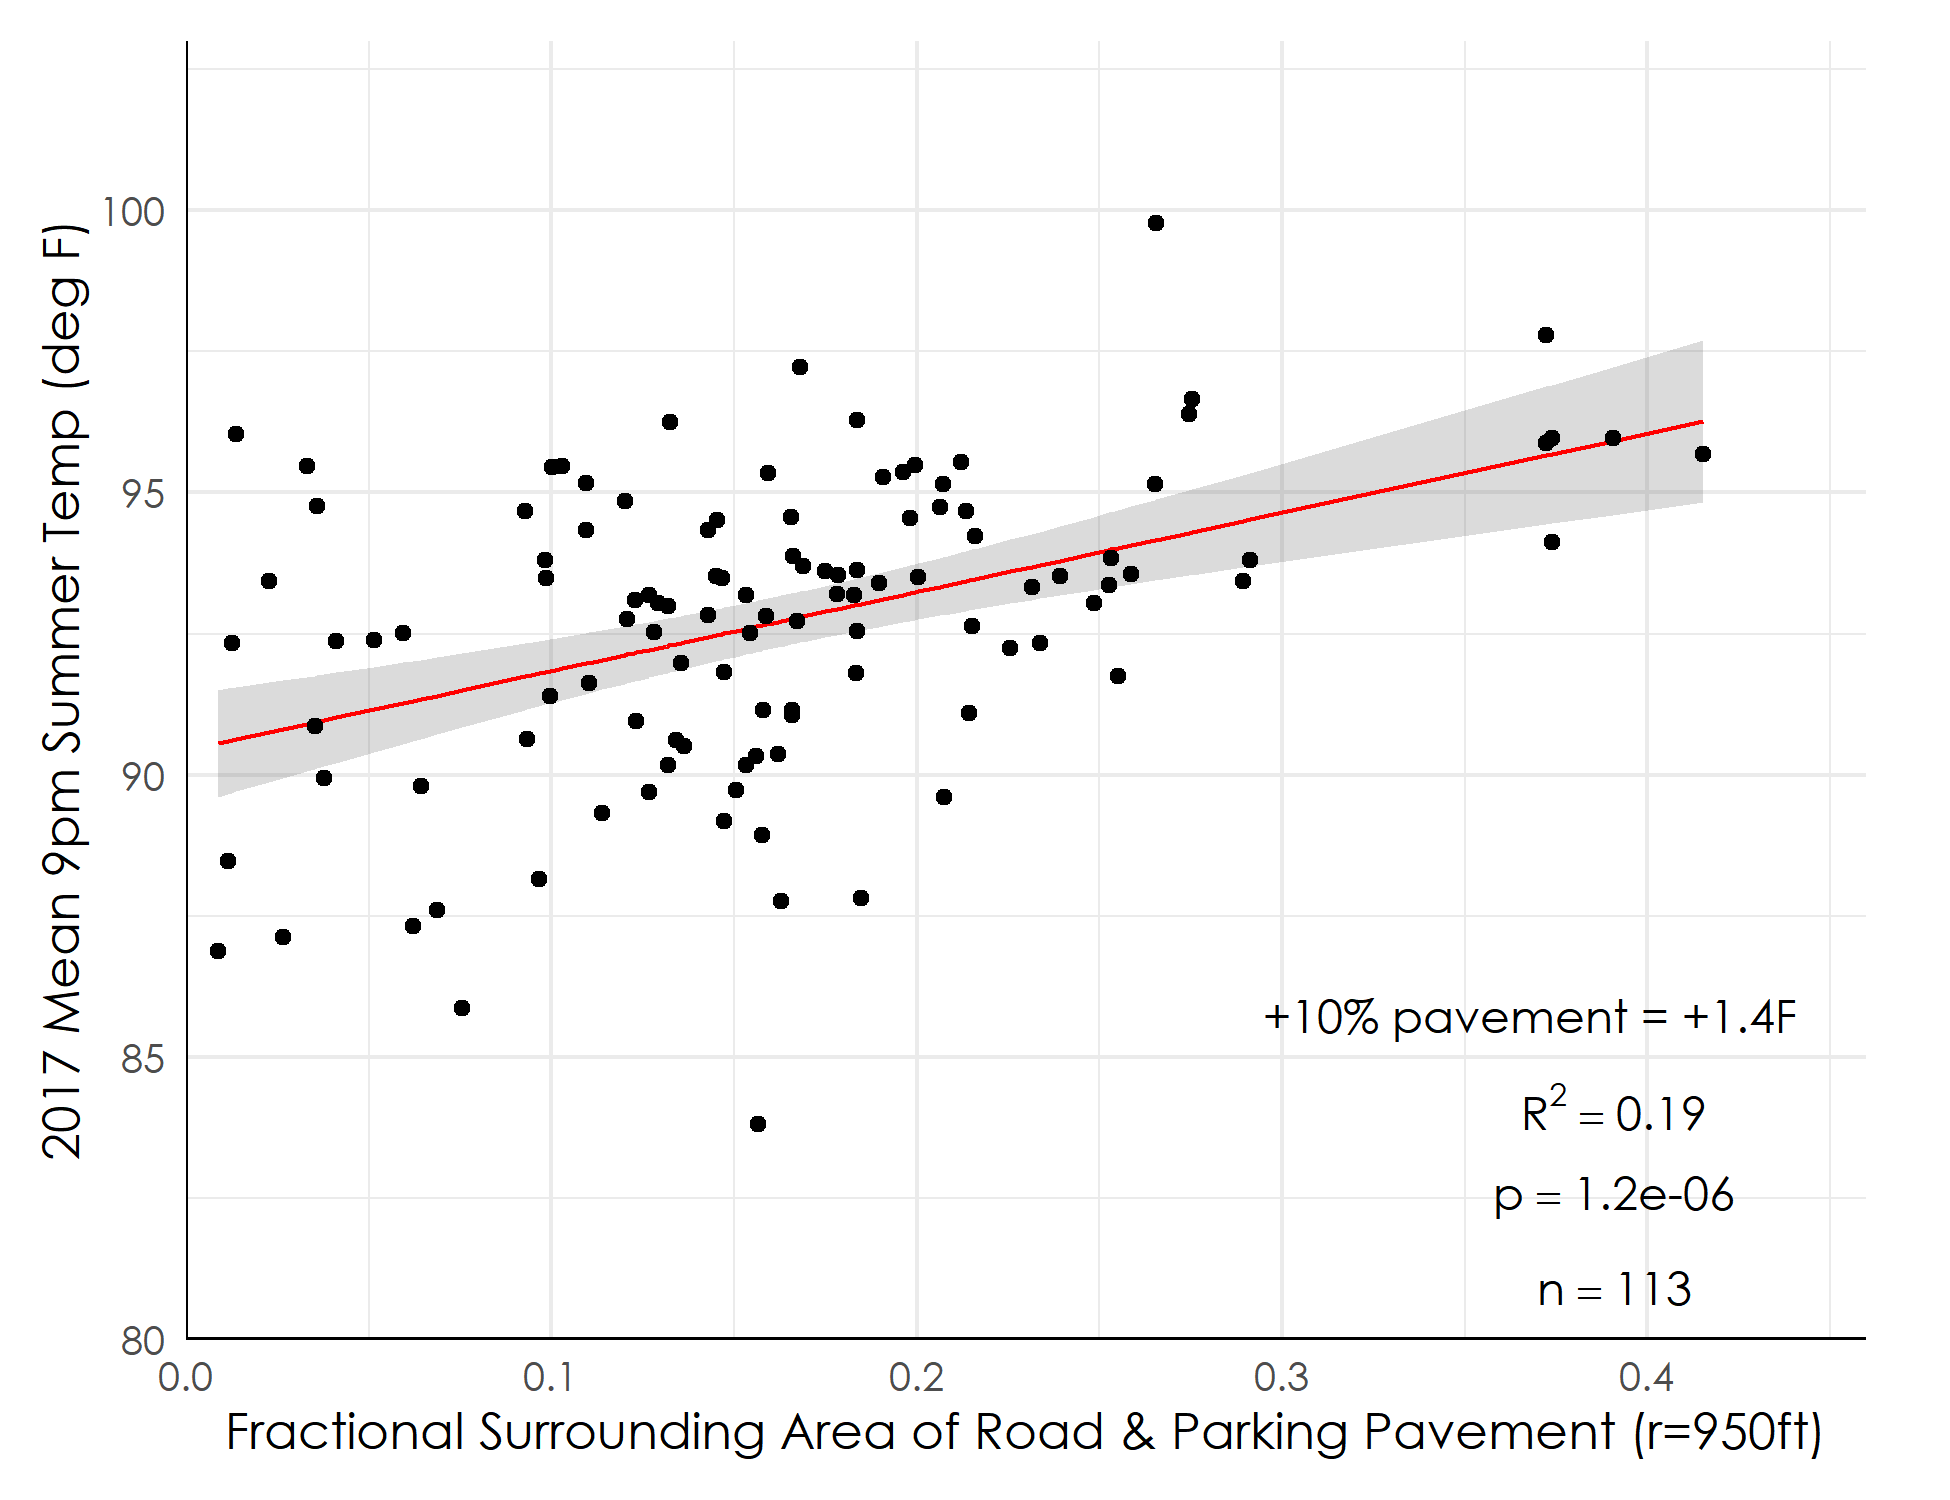 2017 Mean 9pm Summer Temp (deg F)
100
95
90
85
80
+10% pavement = +1.4F
R² = 0.19
p = 1.2e-06
n = 113
0.0 0.1 0.2 0.3 0.4
Fractional Surrounding Area of Road & Parking Pavement (r=950ft)